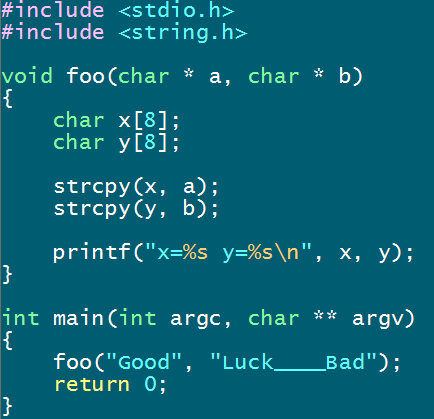 #include <stdio.h>
#include <string.h>

void foo(char * a, char * b)
{
    char x[8];
    char y[8];

    strcpy(x, a);
    strcpy(y, b);

    printf("x=%s y=%s\n", x, y);
}

int main(int argc, char ** argv)
{
    foo("Good", "Luck____Bad");
    return 0;
}